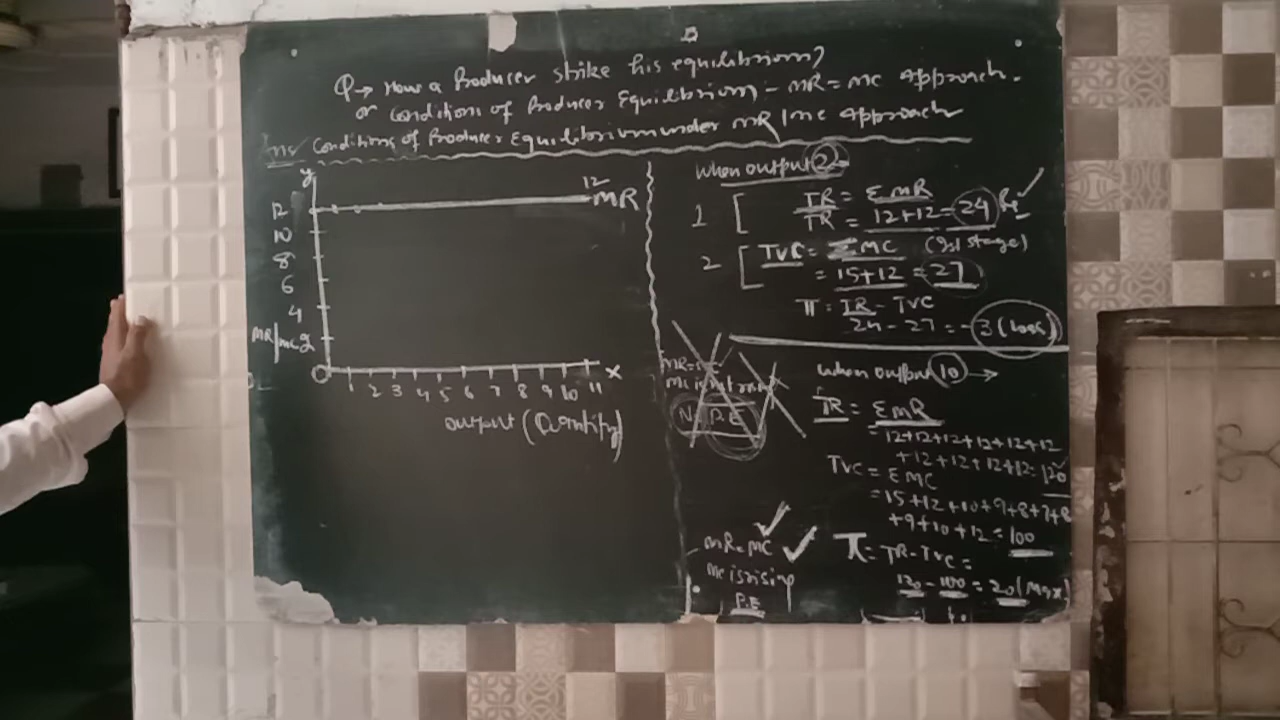 Q→ How a Producer strike his equilibrium?
or Conditions of Producer Equilibrium - MR = MC Approach.
Ans Conditions of Producer Equilibrium under MR/MC Approach
y
12
10
8
6
4
MR/MC 2
O
12
MR
1 2 3 4 5 6 7 8 9 10 11 x
output (Quantity)
when output 2→
1 [ TR = ΣMR
TR = 12+12 = 24 Rs ✓
2 [ TVC = ΣMC (1st stage)
= 15+12 = 27
π = TR - TVC
24 - 27 = -3 (loss)
MR=MC
MC is not
P.E
when output 10 →
TR = ΣMR
= 12+12+12+12+12+12
+12+12+12+12 = 120
TVC = ΣMC
= 15+12+10+9+8+7+8
+9+10+12 = 100
π = TR - TVC =
120 - 100 = 20 (Max)
MR = MC ✓
MC is rising
P.E